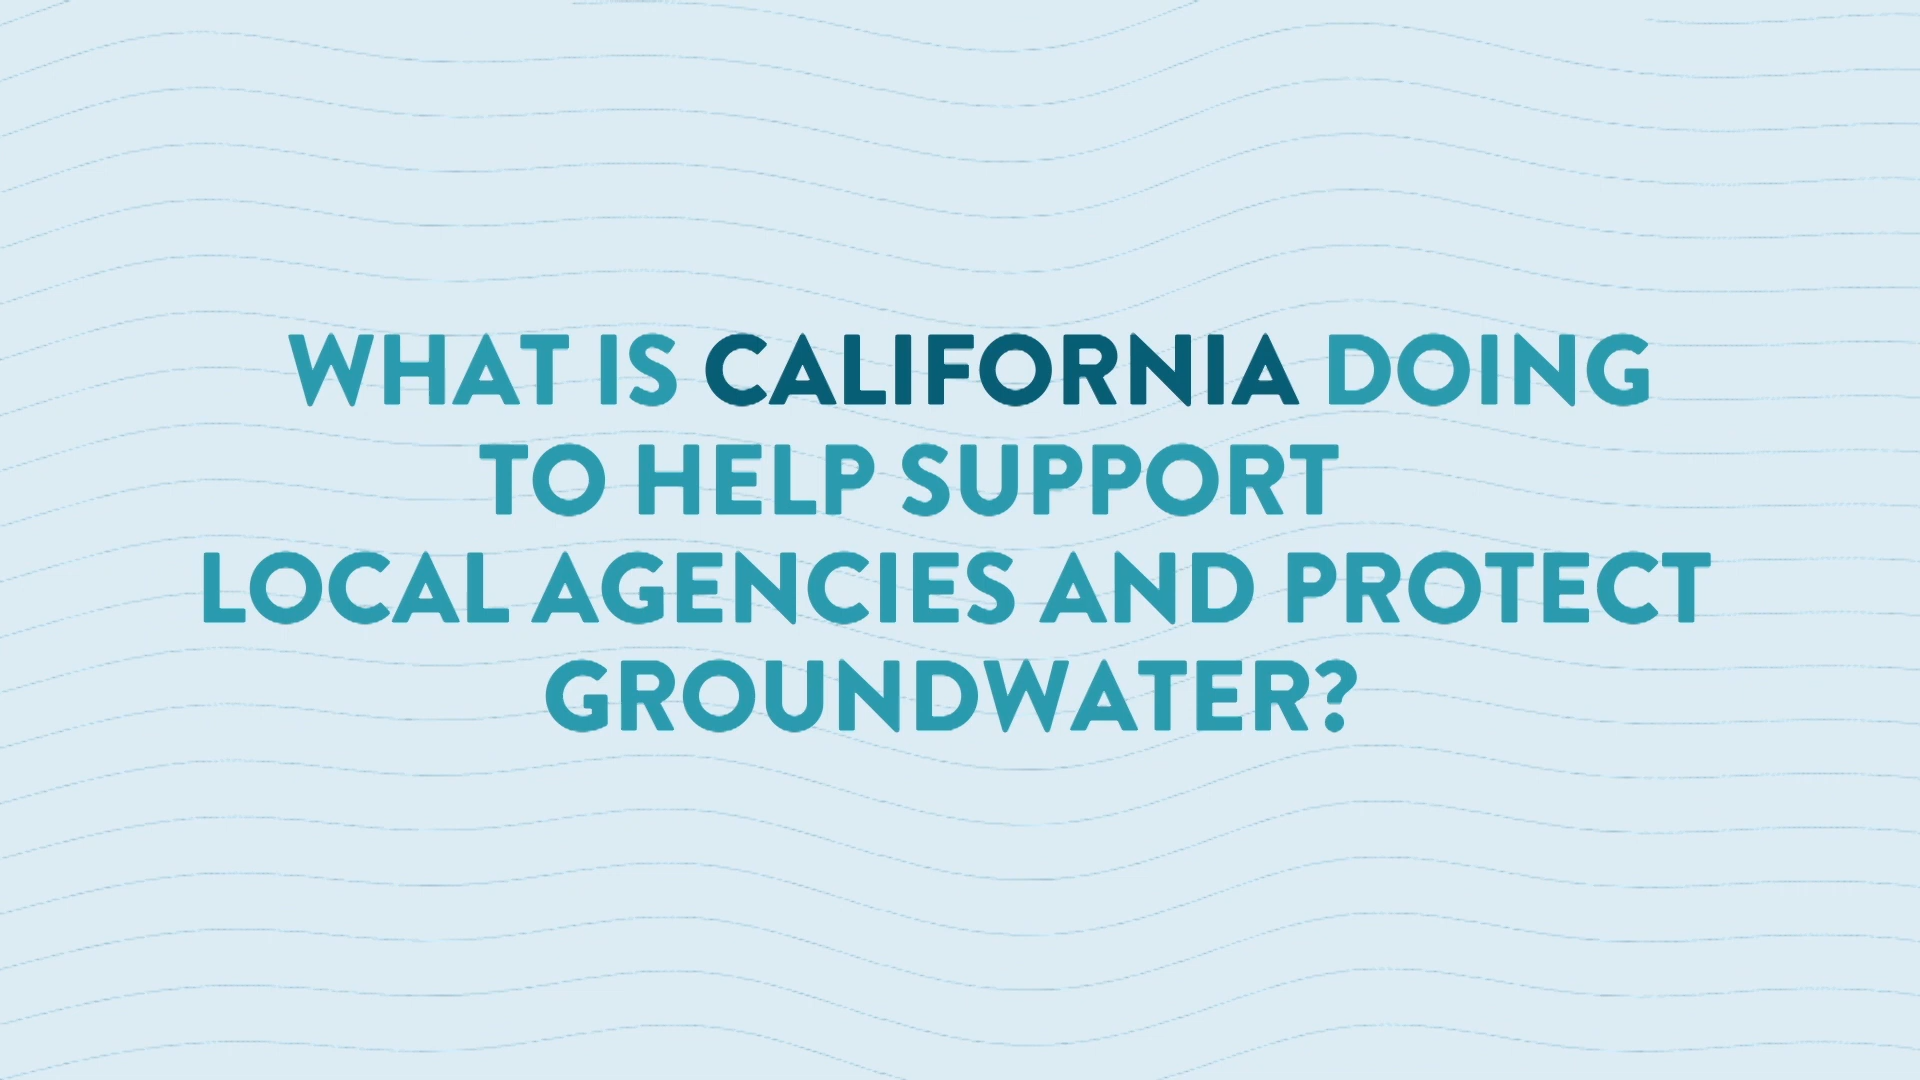 WHAT IS CALIFORNIA DOING
TO HELP SUPPORT
LOCAL AGENCIES AND PROTECT
GROUNDWATER?